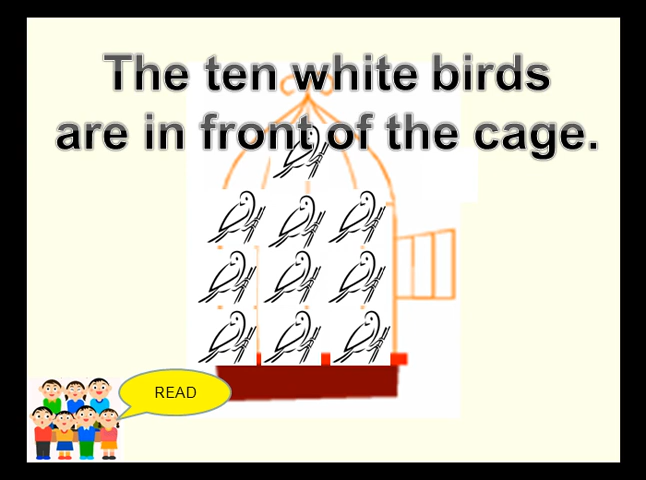 The ten white birds
are in front of the cage.
READ